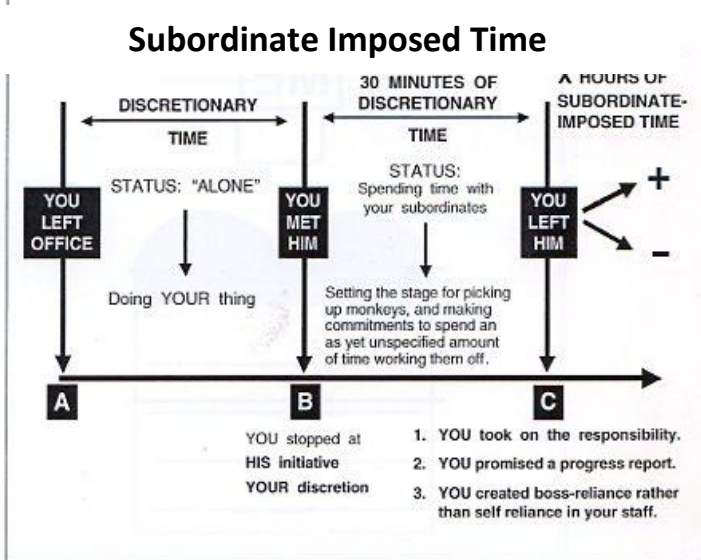 Subordinate Imposed Time
DISCRETIONARY
TIME
30 MINUTES OF
DISCRETIONARY
TIME
X HOURS OF
SUBORDINATE-
IMPOSED TIME
YOU
LEFT
OFFICE
STATUS: "ALONE"
Doing YOUR thing
YOU
MET
HIM
STATUS:
Spending time with
your subordinates
Setting the stage for picking
up monkeys, and making
commitments to spend an
as yet unspecified amount
of time working them off.
YOU
LEFT
HIM
+
–
A
B
C
YOU stopped at
HIS initiative
YOUR discretion
1. YOU took on the responsibility.
2. YOU promised a progress report.
3. YOU created boss-reliance rather
than self reliance in your staff.